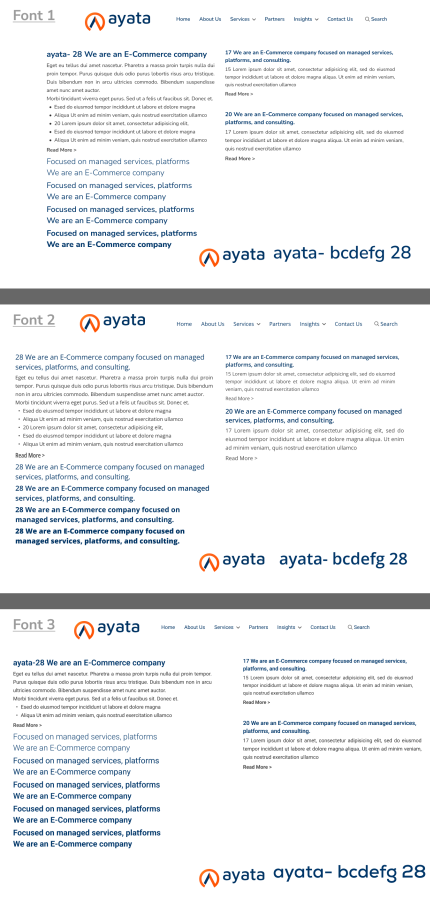 Font 1
ayata
Home About Us Services Partners Insights Contact Us Search
ayata- 28 We are an E-Commerce company
Eget eu tellus dui amet nascetur. Pharetra a massa proin turpis nulla dui
proin tempor. Purus quisque duis odio purus lobortis risus arcu tristique.
Duis bibendum non in arcu ultricies commodo. Bibendum suspendisse
amet nunc amet auctor.
Morbi tincidunt viverra eget purus. Sed ut a felis ut faucibus. Donec et.
Esed do eiusmod tempor incididunt ut labore et dolore magna
Aliqua Ut enim ad minim veniam, quis nostrud exercitation ullamco
20 Lorem ipsum dolor sit amet, consectetur adipisicing elit,
Esed do eiusmod tempor incididunt ut labore et dolore magna
Aliqua Ut enim ad minim veniam, quis nostrud exercitation ullamco
Read More >
Focused on managed services, platforms
We are an E-Commerce company
Focused on managed services, platforms
We are an E-Commerce company
Focused on managed services, platforms
We are an E-Commerce company
Focused on managed services, platforms
We are an E-Commerce company
17 We are an E-Commerce company focused on managed services,
platforms, and consulting.
15 Lorem ipsum dolor sit amet, consectetur adipisicing elit, sed do eiusmod
tempor incididunt ut labore et dolore magna aliqua. Ut enim ad minim veniam,
quis nostrud exercitation ullamco
Read More >
20 We are an E-Commerce company focused on managed services,
platforms, and consulting.
17 Lorem ipsum dolor sit amet, consectetur adipisicing elit, sed do eiusmod
tempor incididunt ut labore et dolore magna aliqua. Ut enim ad minim veniam,
quis nostrud exercitation ullamco
Read More >
ayata ayata- bcdefg 28
Font 2
ayata
Home About Us Services Partners Insights Contact Us Search
28 We are an E-Commerce company focused on managed
services, platforms, and consulting.
Eget eu tellus dui amet nascetur. Pharetra a massa proin turpis nulla dui proin
tempor. Purus quisque duis odio purus lobortis risus arcu tristique. Duis bibendum
non in arcu ultricies commodo. Bibendum suspendisse amet nunc amet auctor.
Morbi tincidunt viverra eget purus. Sed ut a felis ut faucibus. Donec et.
Esed do eiusmod tempor incididunt ut labore et dolore magna
Aliqua Ut enim ad minim veniam, quis nostrud exercitation ullamco
20 Lorem ipsum dolor sit amet, consectetur adipisicing elit,
Esed do eiusmod tempor incididunt ut labore et dolore magna
Aliqua Ut enim ad minim veniam, quis nostrud exercitation ullamco
Read More >
28 We are an E-Commerce company focused on managed
services, platforms, and consulting.
28 We are an E-Commerce company focused on managed
services, platforms, and consulting.
28 We are an E-Commerce company focused on
managed services, platforms, and consulting.
28 We are an E-Commerce company focused on
managed services, platforms, and consulting.
17 We are an E-Commerce company focused on managed services,
platforms, and consulting.
15 Lorem ipsum dolor sit amet, consectetur adipisicing elit, sed do eiusmod
tempor incididunt ut labore et dolore magna aliqua. Ut enim ad minim veniam,
quis nostrud exercitation ullamco
Read More >
20 We are an E-Commerce company focused on managed
services, platforms, and consulting.
17 Lorem ipsum dolor sit amet, consectetur adipisicing elit, sed do
eiusmod tempor incididunt ut labore et dolore magna aliqua. Ut enim
ad minim veniam, quis nostrud exercitation ullamco
Read More >
ayata ayata- bcdefg 28
Font 3
ayata
Home About Us Services Partners Insights Contact Us Search
ayata-28 We are an E-Commerce company
Eget eu tellus dui amet nascetur. Pharetra a massa proin turpis nulla dui proin tempor.
Purus quisque duis odio purus lobortis risus arcu tristique. Duis bibendum non in arcu
ultricies commodo. Bibendum suspendisse amet nunc amet auctor.
Morbi tincidunt viverra eget purus. Sed ut a felis ut faucibus. Donec et.
Esed do eiusmod tempor incididunt ut labore et dolore magna
Aliqua Ut enim ad minim veniam, quis nostrud exercitation ullamco
Read More >
Focused on managed services, platforms
We are an E-Commerce company
Focused on managed services, platforms
We are an E-Commerce company
Focused on managed services, platforms
We are an E-Commerce company
Focused on managed services, platforms
We are an E-Commerce company
Focused on managed services, platforms
We are an E-Commerce company
17 We are an E-Commerce company focused on managed services,
platforms, and consulting.
15 Lorem ipsum dolor sit amet, consectetur adipisicing elit, sed do eiusmod
tempor incididunt ut labore et dolore magna aliqua. Ut enim ad minim veniam,
quis nostrud exercitation ullamco
Read More >
20 We are an E-Commerce company focused on managed services,
platforms, and consulting.
17 Lorem ipsum dolor sit amet, consectetur adipisicing elit, sed do eiusmod
tempor incididunt ut labore et dolore magna aliqua. Ut enim ad minim veniam,
quis nostrud exercitation ullamco
Read More >
ayata ayata- bcdefg 28